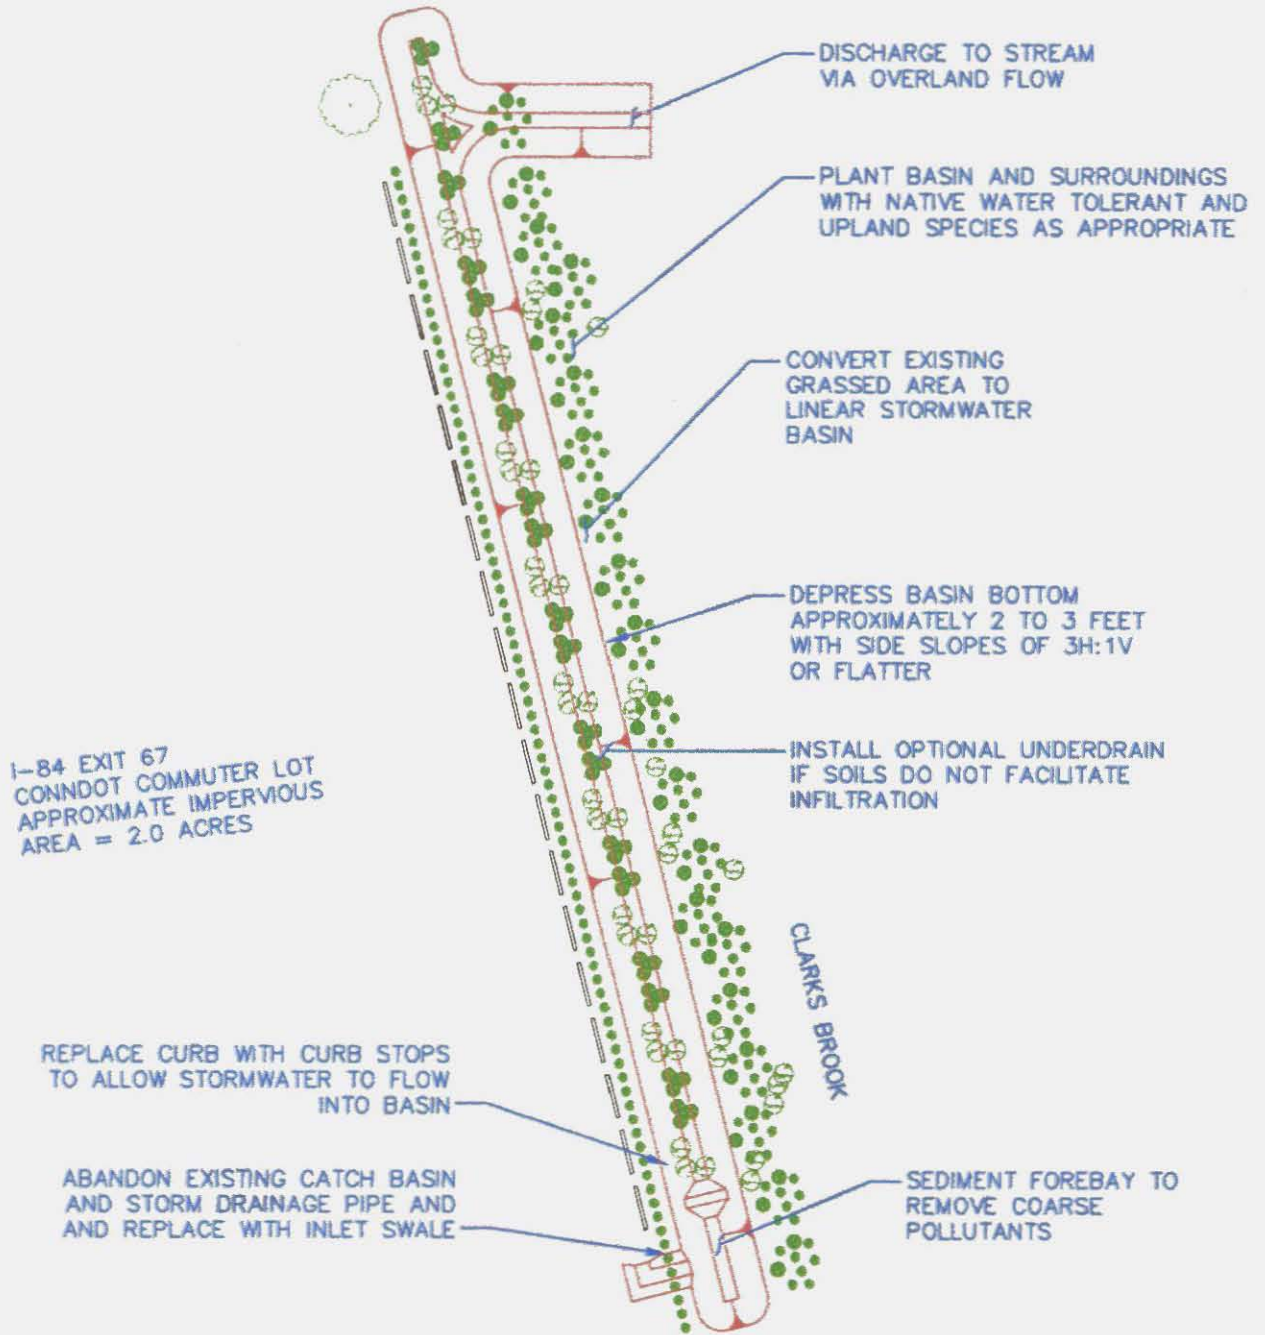 DISCHARGE TO STREAM
VIA OVERLAND FLOW
PLANT BASIN AND SURROUNDINGS
WITH NATIVE WATER TOLERANT AND
UPLAND SPECIES AS APPROPRIATE
CONVERT EXISTING
GRASSED AREA TO
LINEAR STORMWATER
BASIN
DEPRESS BASIN BOTTOM
APPROXIMATELY 2 TO 3 FEET
WITH SIDE SLOPES OF 3H:1V
OR FLATTER
I-84 EXIT 67
CONNDOT COMMUTER LOT
APPROXIMATE IMPERVIOUS
AREA = 2.0 ACRES
INSTALL OPTIONAL UNDERDRAIN
IF SOILS DO NOT FACILITATE
INFILTRATION
CLARKS BROOK
REPLACE CURB WITH CURB STOPS
TO ALLOW STORMWATER TO FLOW
INTO BASIN
ABANDON EXISTING CATCH BASIN
AND STORM DRAINAGE PIPE AND
AND REPLACE WITH INLET SWALE
SEDIMENT FOREBAY TO
REMOVE COARSE
POLLUTANTS